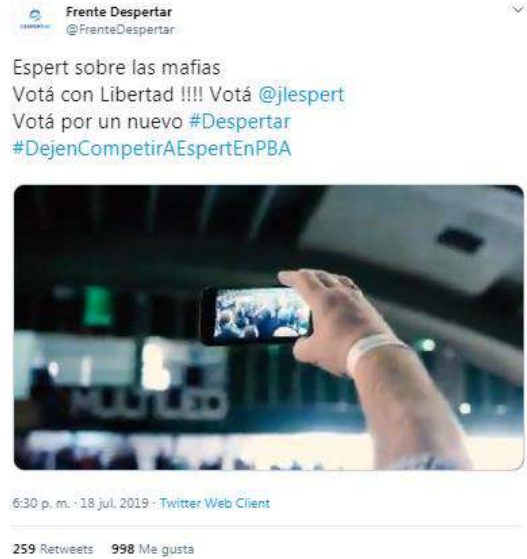 Frente Despertar
@FrenteDespertar
Espert sobre las mafias
Votá con Libertad !!!! Votá @jlespert
Votá por un nuevo #Despertar
#DejenCompetirAEspertEnPBA
MULTILED
6:30 p. m. · 18 jul. 2019 · Twitter Web Client
259 Retweets 998 Me gusta